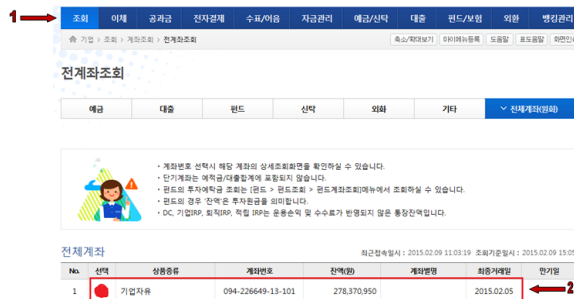 1
조회 이체 공과금 전자결제 수표/어음 자금관리 예금/신탁 대출 펀드/보험 외환 뱅킹관리
기업 > 조회 > 계좌조회 > 전계좌조회 축소/확대보기 마이메뉴등록 도움말 표도움말 화면인쇄
전계좌조회
예금 대출 펀드 신탁 외화 기타 전체계좌(원화)
· 계좌번호 선택시 해당 계좌의 상세조회화면을 확인하실 수 있습니다.
· 단기계좌는 예적금/대출합계에 포함되지 않습니다.
· 펀드의 투자예탁금 조회는 [펀드 > 펀드조회 > 펀드계좌조회]메뉴에서 조회하실 수 있습니다.
· 펀드의 경우 '잔액'은 투자원금을 의미합니다.
· DC, 기업IRP, 퇴직IRP, 적립 IRP는 운용손익 및 수수료가 반영되지 않은 통장잔액입니다.
전체계좌 최근접속일시 : 2015.02.09 11:03:19 조회기준일시 : 2015.02.09 15:05
No. 선택 상품종류 계좌번호 잔액(원) 계좌별명 최종거래일 만기일
1 기업자유 094-226649-13-101 278,370,950 2015.02.05
2